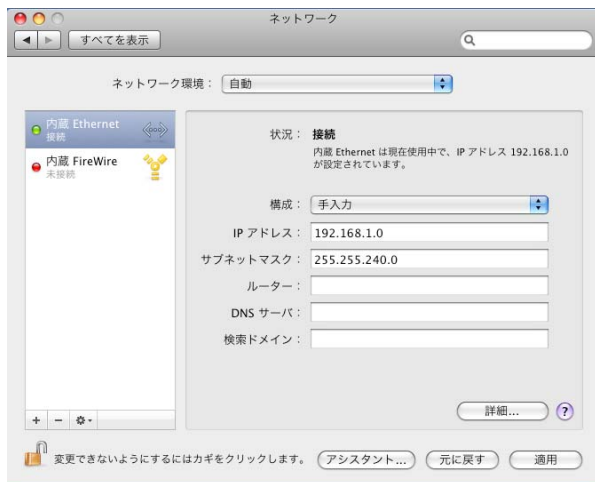 ネットワーク
すべてを表示
ネットワーク環境： 自動
内蔵 Ethernet
接続
内蔵 FireWire
未接続
状況： 接続
内蔵 Ethernet は現在使用中で、IP アドレス 192.168.1.0
が設定されています。
構成： 手入力
IP アドレス： 192.168.1.0
サブネットマスク： 255.255.240.0
ルーター：
DNS サーバ：
検索ドメイン：
詳細... ?
変更できないようにするにはカギをクリックします。 アシスタント... 元に戻す 適用